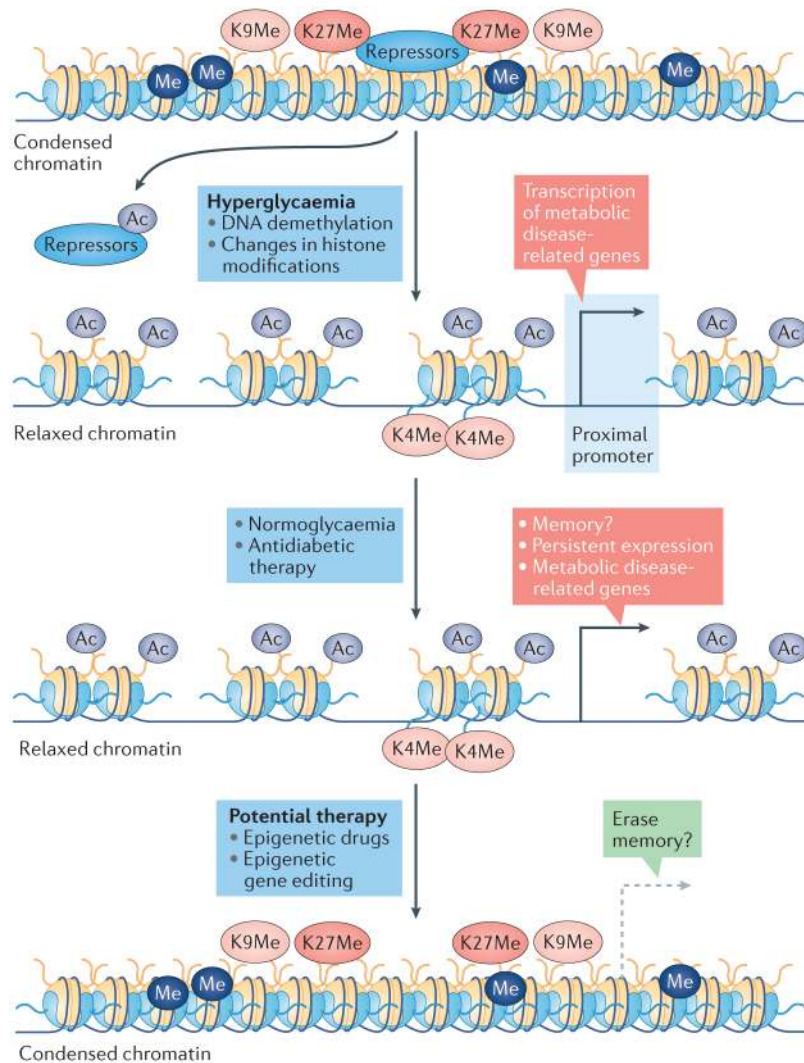 K9Me
K27Me
Repressors
K27Me
K9Me
Me
Me
Me
Me
Condensed
chromatin
Ac
Repressors
Hyperglycaemia
• DNA demethylation
• Changes in histone
modifications
Transcription
of metabolic
disease-
related genes
Ac
Ac
Ac
Ac
Ac
Ac
Ac
Ac
Relaxed chromatin
K4Me
K4Me
Proximal
promoter
• Normoglycaemia
• Antidiabetic
therapy
• Memory?
• Persistent expression
• Metabolic disease-
related genes
Ac
Ac
Ac
Ac
Ac
Ac
Ac
Ac
Relaxed chromatin
K4Me
K4Me
Potential therapy
• Epigenetic drugs
• Epigenetic
gene editing
Erase
memory?
K9Me
K27Me
K27Me
K9Me
Me
Me
Me
Me
Condensed chromatin